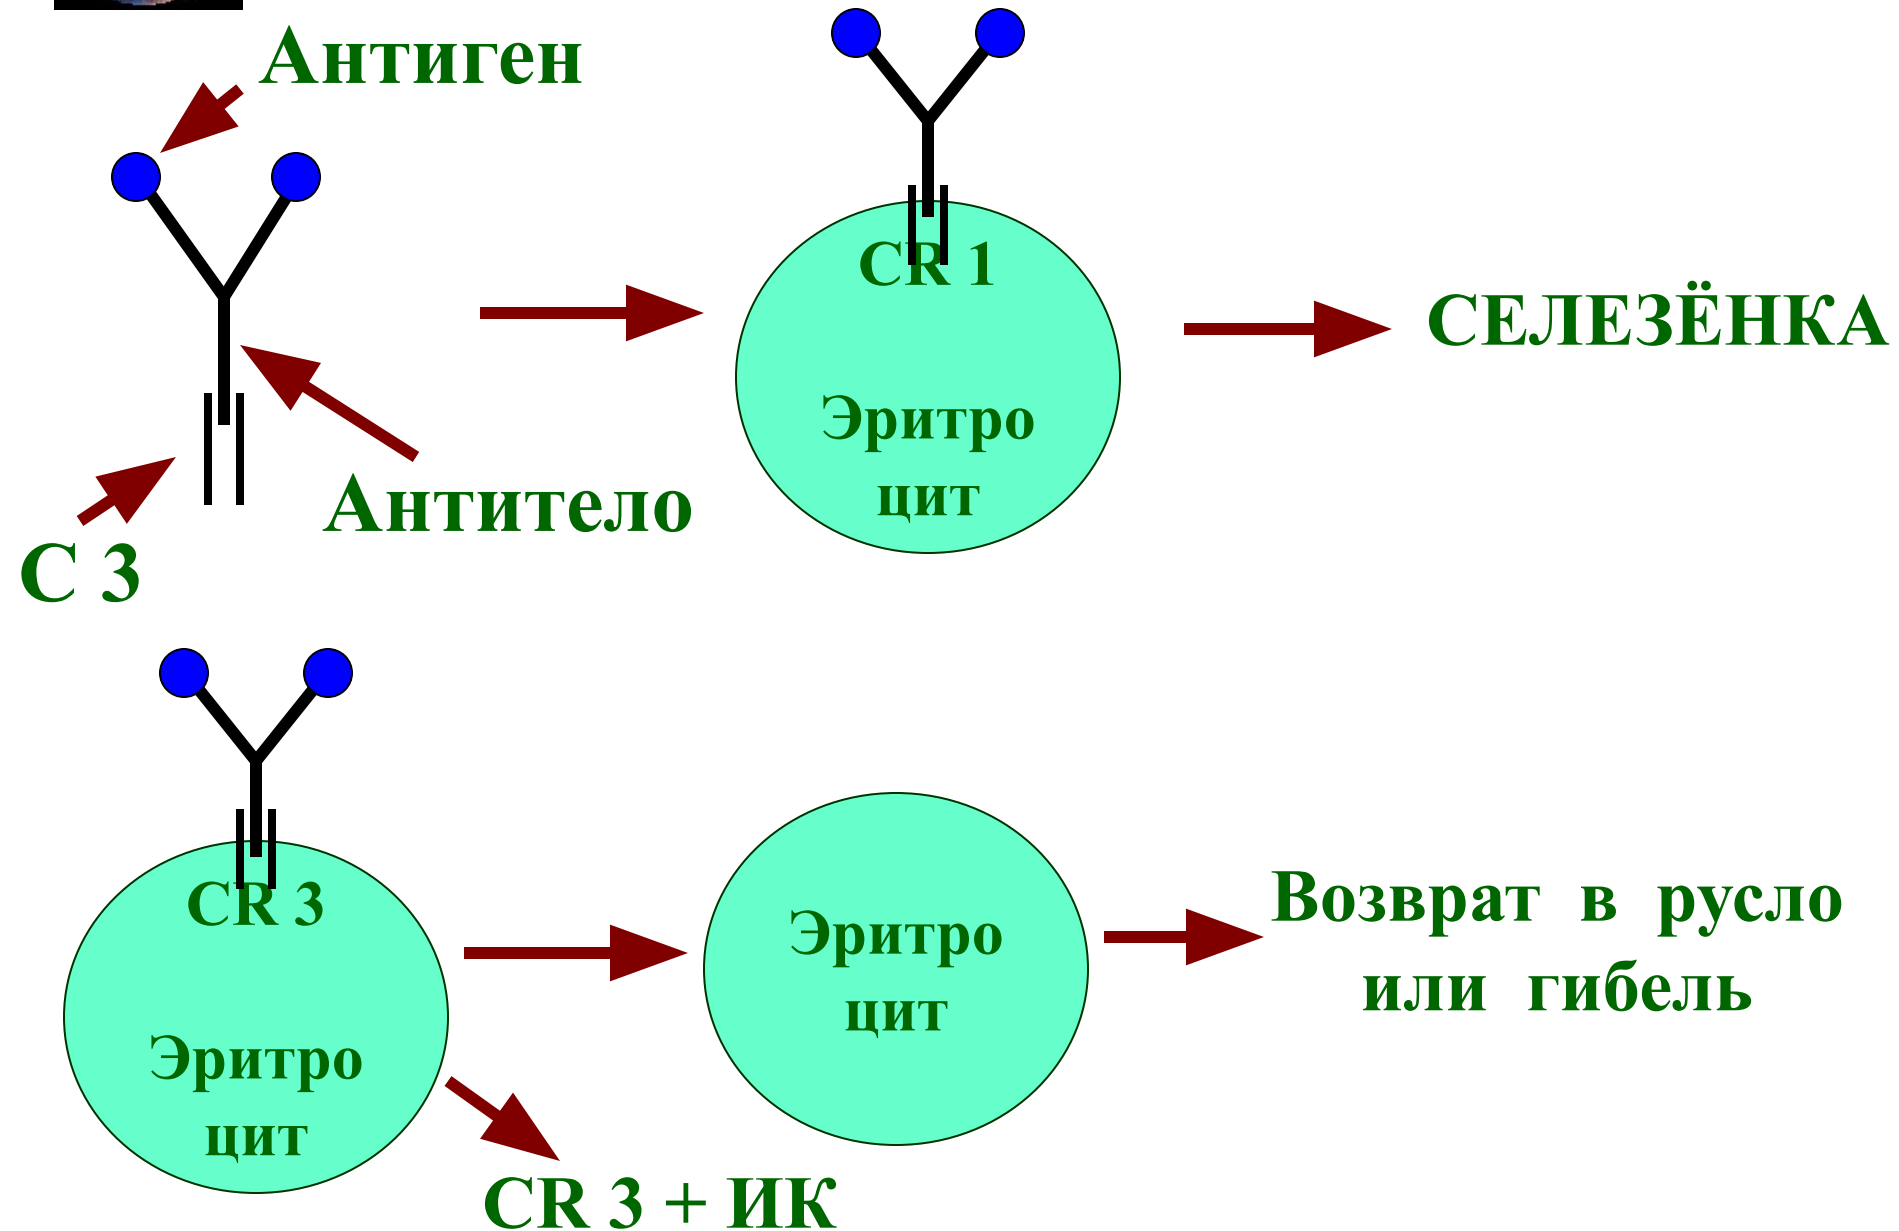 Антиген
CR 1
СЕЛЕЗЁНКА
Эритро
цит
Антитело
С 3
CR 3
Эритро
цит
Эритро
цит
Возврат в русло
или гибель
CR 3 + ИК